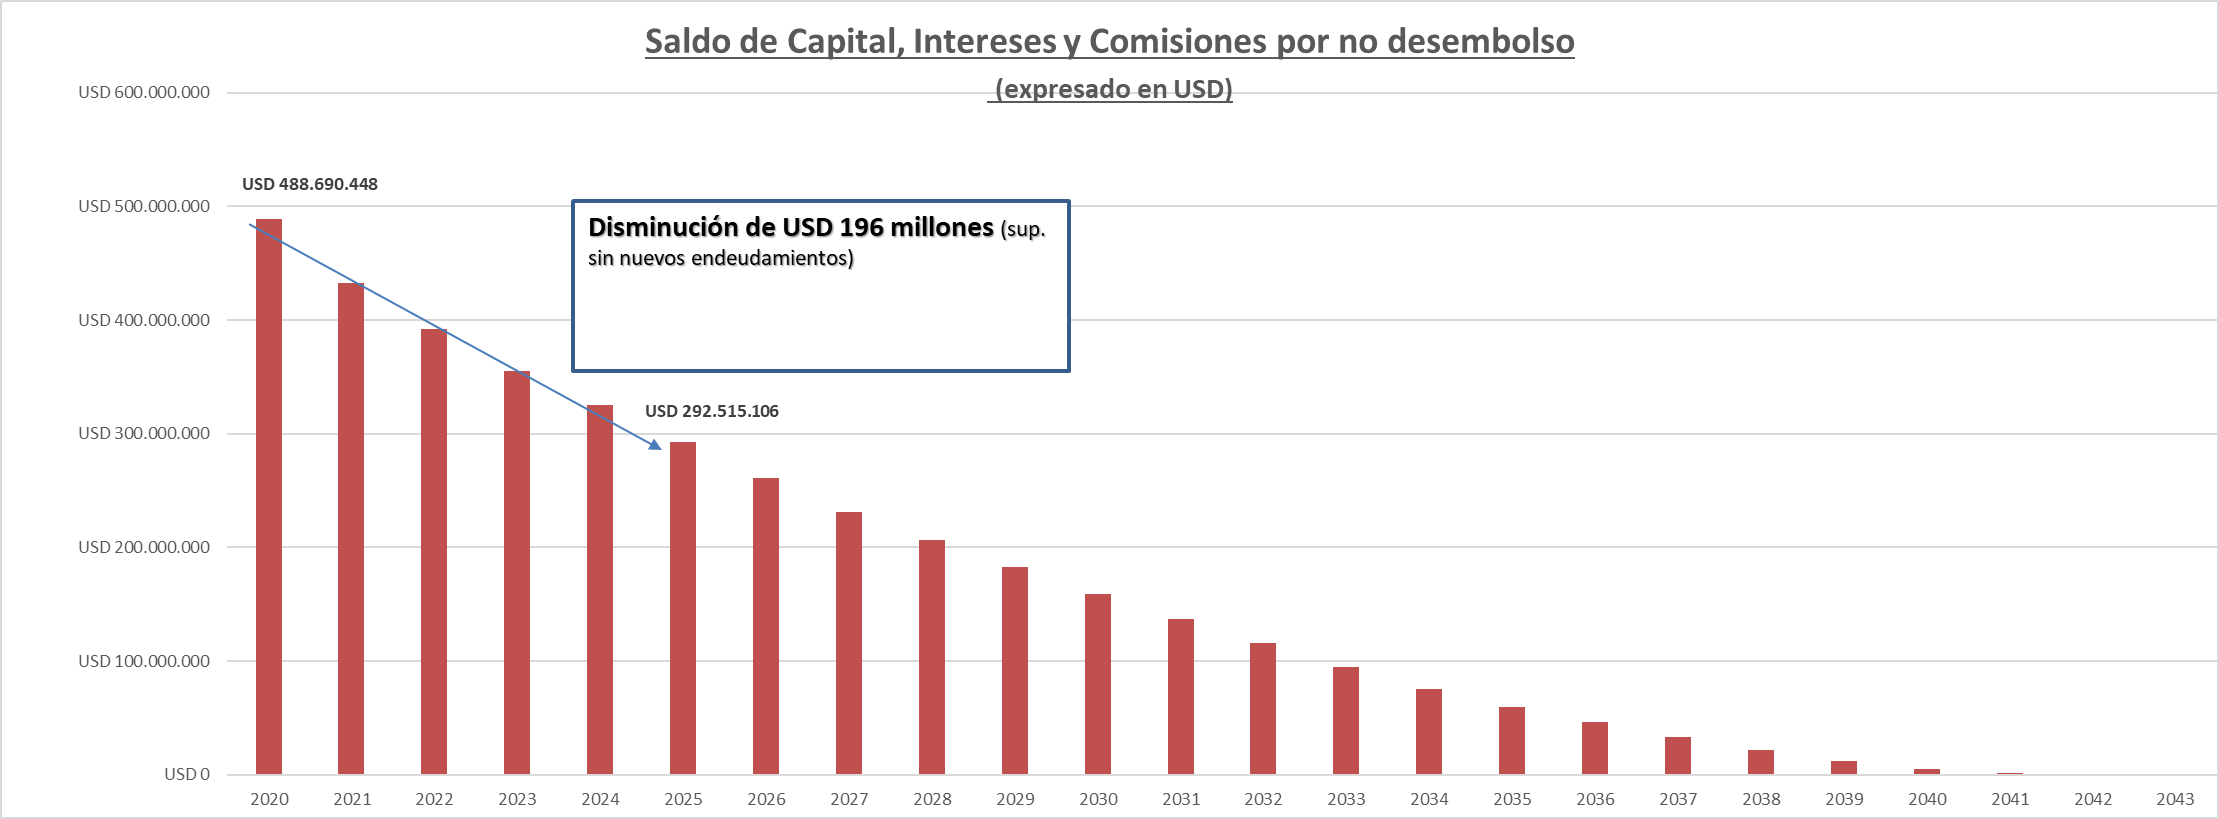 Saldo de Capital, Intereses y Comisiones por no desembolso
(expresado en USD)
USD 600.000.000
USD 500.000.000
USD 400.000.000
USD 300.000.000
USD 200.000.000
USD 100.000.000
USD 0
USD 488.690.448
Disminución de USD 196 millones (sup.
sin nuevos endeudamientos)
USD 292.515.106
2020 2021 2022 2023 2024 2025 2026 2027 2028 2029 2030 2031 2032 2033 2034 2035 2036 2037 2038 2039 2040 2041 2042 2043